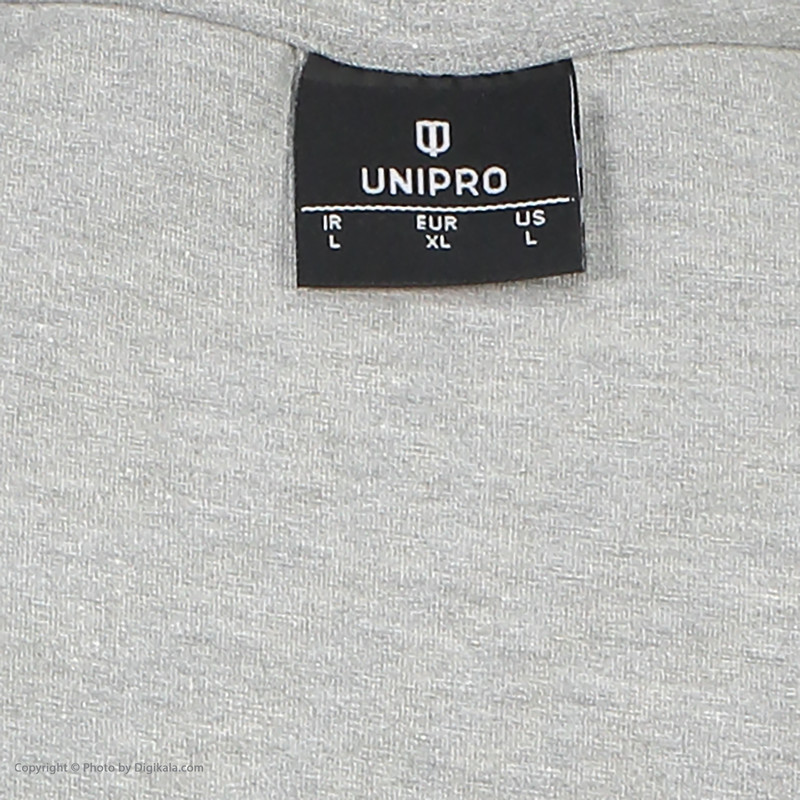 UNIPRO
IR EUR US
L XL L
Copyright © Photo by Digikala.com